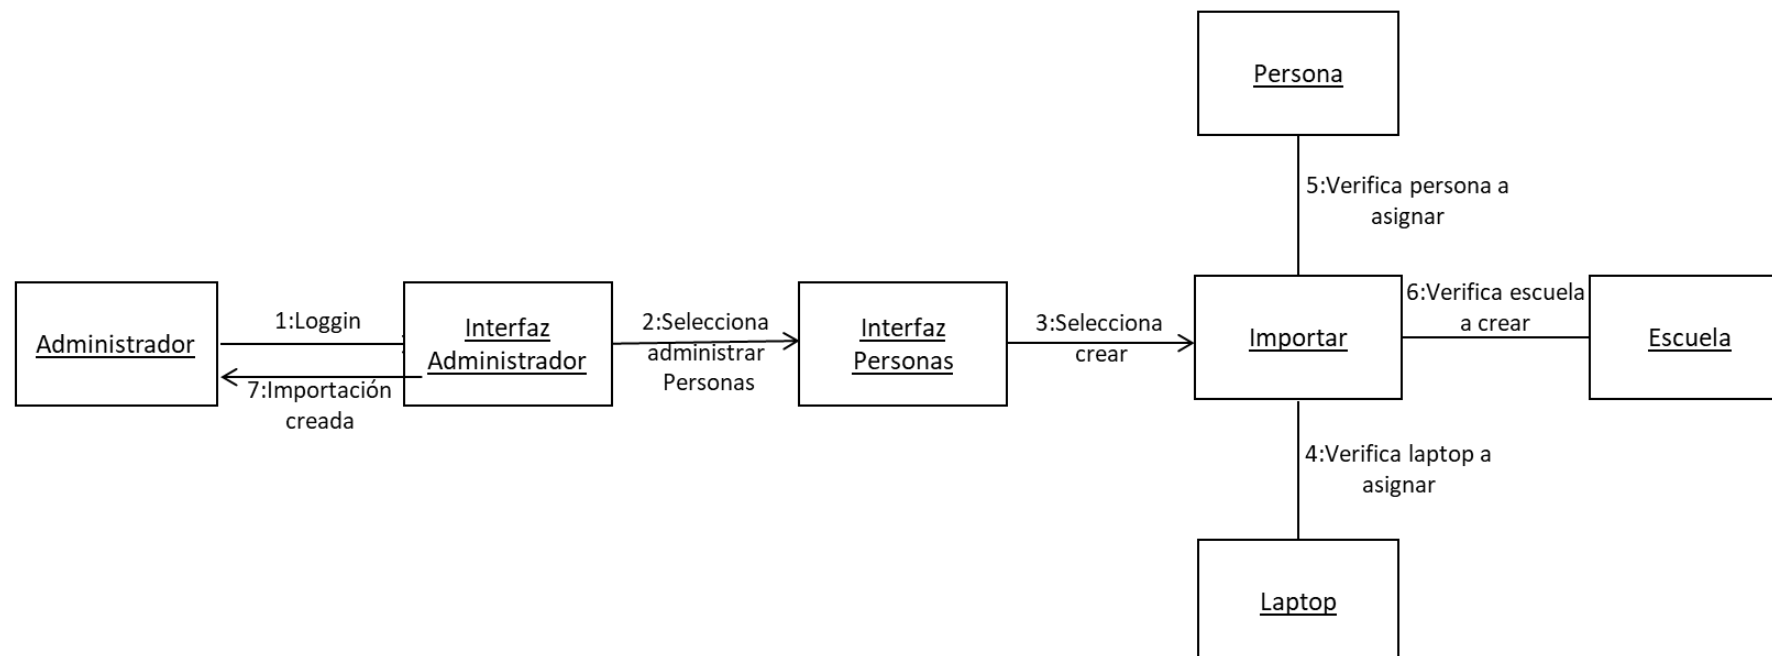 Persona
5:Verifica persona a
asignar
Administrador
1:Loggin
7:Importación
creada
Interfaz
Administrador
2:Selecciona
administrar
Personas
Interfaz
Personas
3:Selecciona
crear
Importar
6:Verifica escuela
a crear
Escuela
4:Verifica laptop a
asignar
Laptop